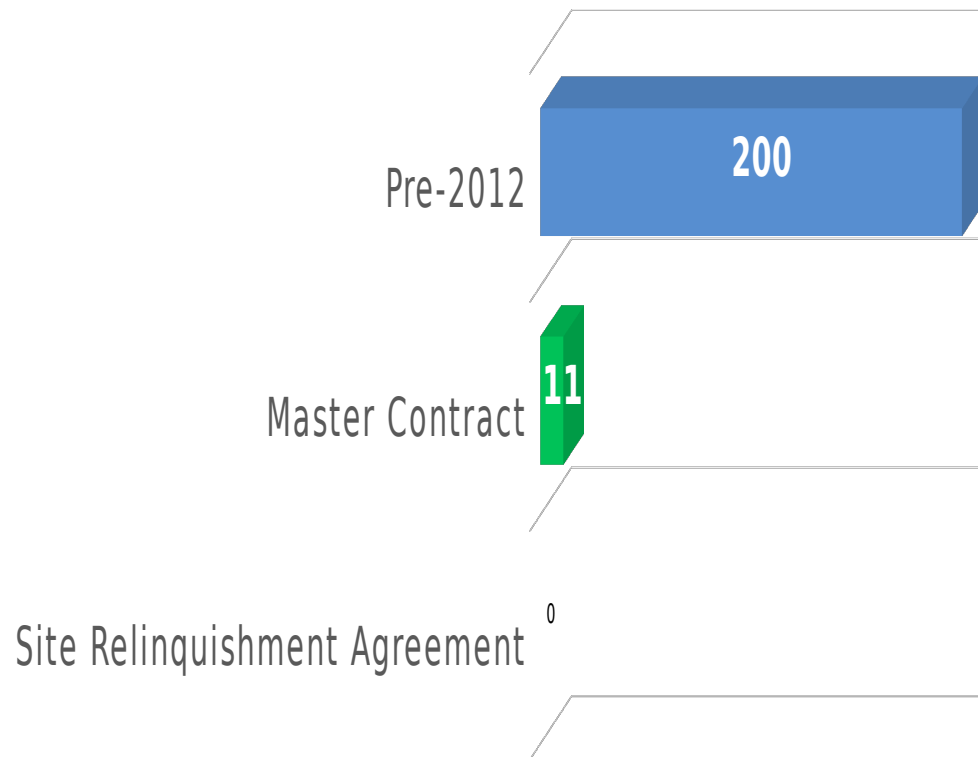 200
Pre-2012
11
Master Contract
0
Site Relinquishment Agreement